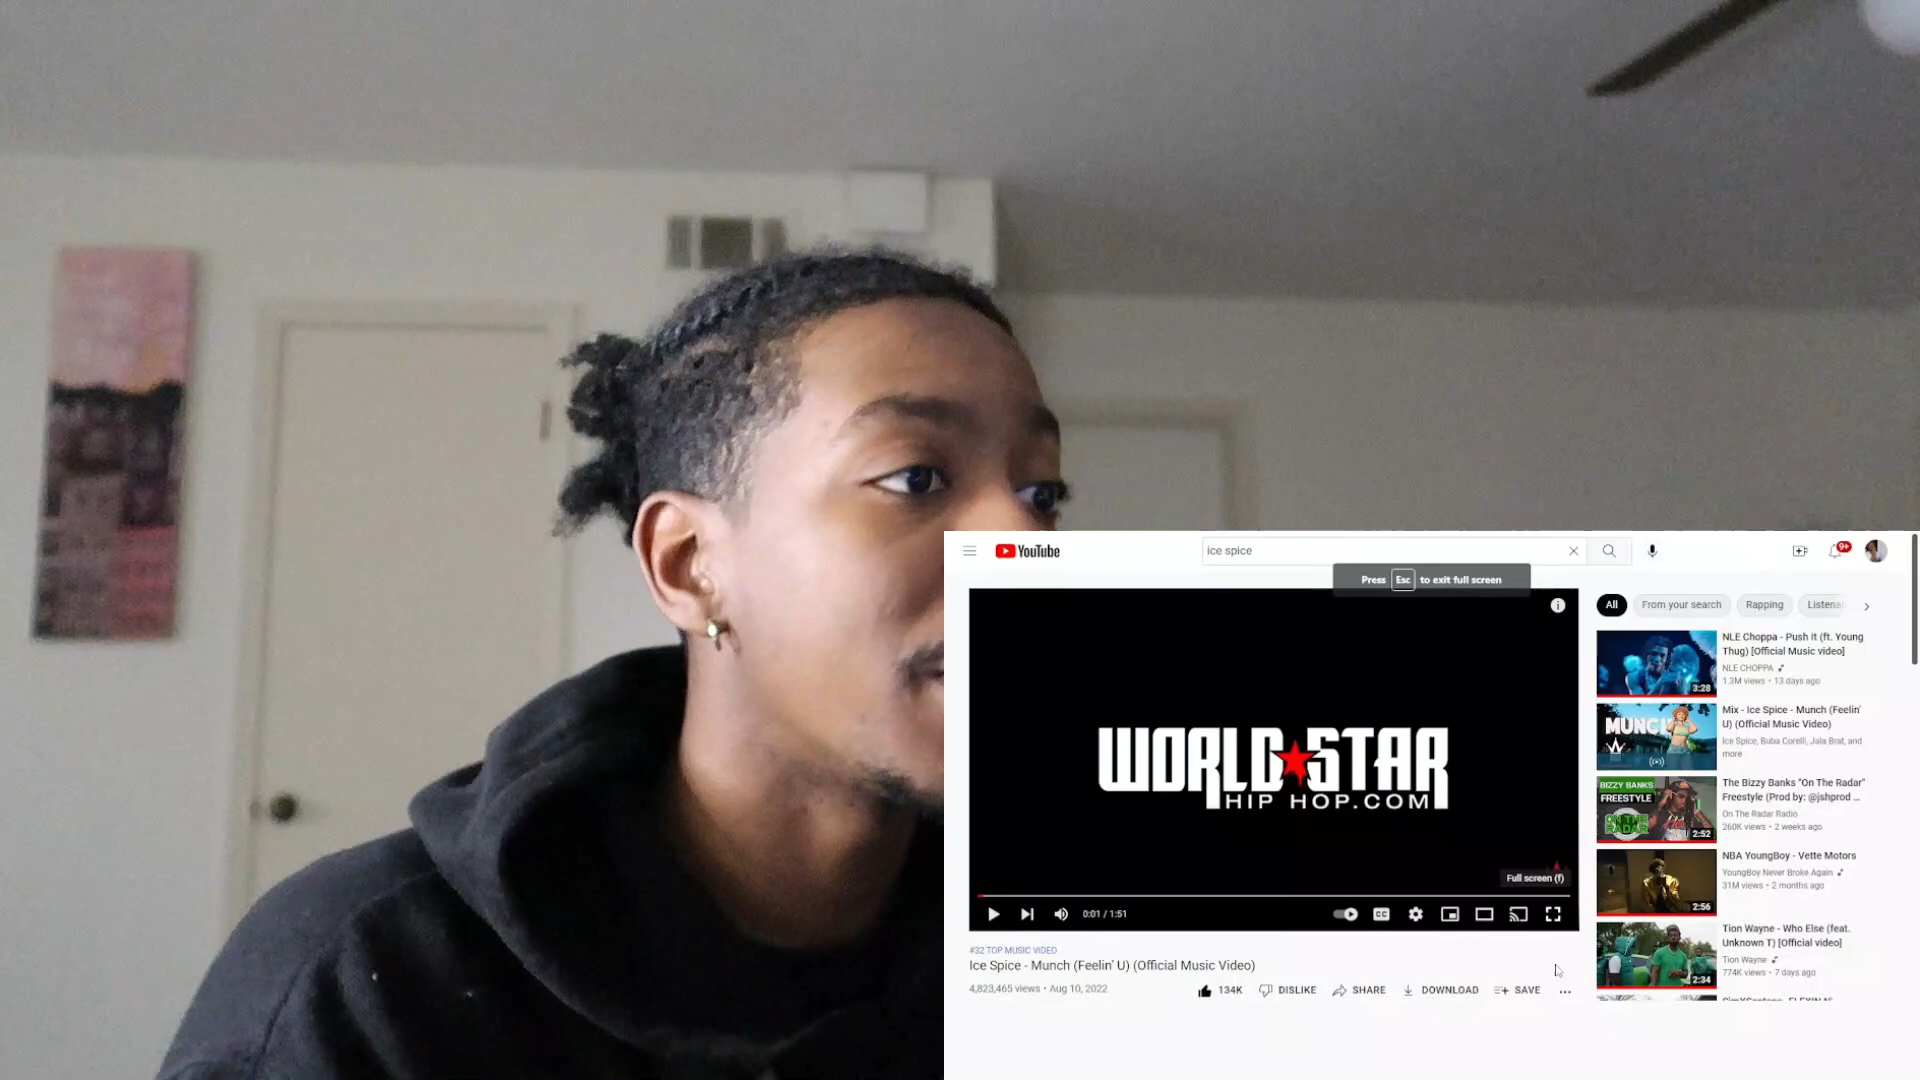 YouTube
ice spice
9+
Press Esc to exit full screen
WORLD STAR
HIP HOP.COM
Full screen (f)
0:01 / 1:51
CC
#32 TOP MUSIC VIDEO
Ice Spice - Munch (Feelin' U) (Official Music Video)
4,823,465 views • Aug 10, 2022
134K
DISLIKE
SHARE
DOWNLOAD
SAVE
All
From your search
Rapping
3:28
NLE Choppa - Push It (ft. Young
Thug) [Official Music video]
NLE CHOPPA
1.3M views • 13 days ago
MUNCH
Mix - Ice Spice - Munch (Feelin'
U) (Official Music Video)
Ice Spice, Buba Corelli, Jala Brat, and
more
BIZZY BANKS
FREESTYLE
ON THE
RADAR
2:52
The Bizzy Banks "On The Radar"
Freestyle (Prod by: @jshprod ...
On The Radar Radio
260K views • 2 weeks ago
2:56
NBA YoungBoy - Vette Motors
YoungBoy Never Broke Again
31M views • 2 months ago
2:34
Tion Wayne - Who Else (feat.
Unknown T) [Official video]
Tion Wayne
774K views • 7 days ago